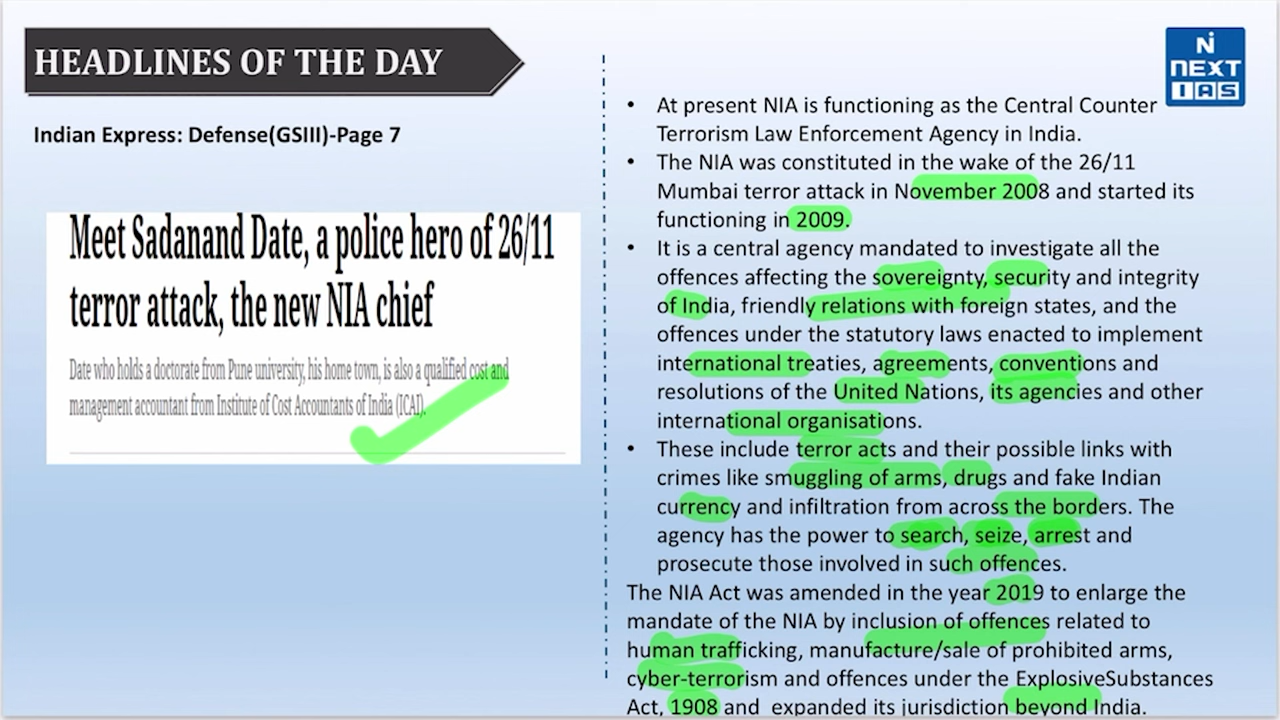 HEADLINES OF THE DAY
Indian Express: Defense(GSIII)-Page 7
Meet Sadanand Date, a police hero of 26/11
terror attack, the new NIA chief
Date who holds a doctorate from Pune university, his home town, is also a qualified cost and
management accountant from Institute of Cost Accountants of India (ICAI).
NEXT
IAS
• At present NIA is functioning as the Central Counter
Terrorism Law Enforcement Agency in India.
• The NIA was constituted in the wake of the 26/11
Mumbai terror attack in November 2008 and started its
functioning in 2009.
• It is a central agency mandated to investigate all the
offences affecting the sovereignty, security and integrity
of India, friendly relations with foreign states, and the
offences under the statutory laws enacted to implement
international treaties, agreements, conventions and
resolutions of the United Nations, its agencies and other
international organisations.
• These include terror acts and their possible links with
crimes like smuggling of arms, drugs and fake Indian
currency and infiltration from across the borders. The
agency has the power to search, seize, arrest and
prosecute those involved in such offences.
The NIA Act was amended in the year 2019 to enlarge the
mandate of the NIA by inclusion of offences related to
human trafficking, manufacture/sale of prohibited arms,
cyber-terrorism and offences under the ExplosiveSubstances
Act, 1908 and expanded its jurisdiction beyond India.